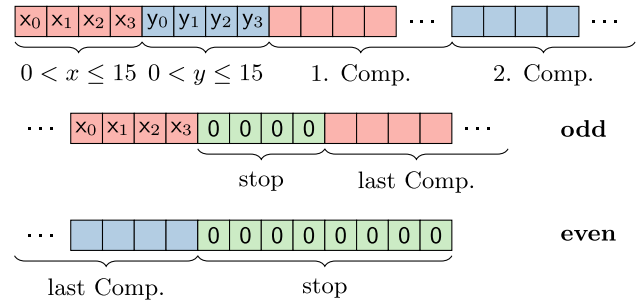 x₀ x₁ x₂ x₃ y₀ y₁ y₂ y₃ ··· ···
0 < x ≤ 15 0 < y ≤ 15 1. Comp. 2. Comp.
··· x₀ x₁ x₂ x₃ 0 0 0 0 ··· odd
stop last Comp.
··· 0 0 0 0 0 0 0 0 even
last Comp. stop